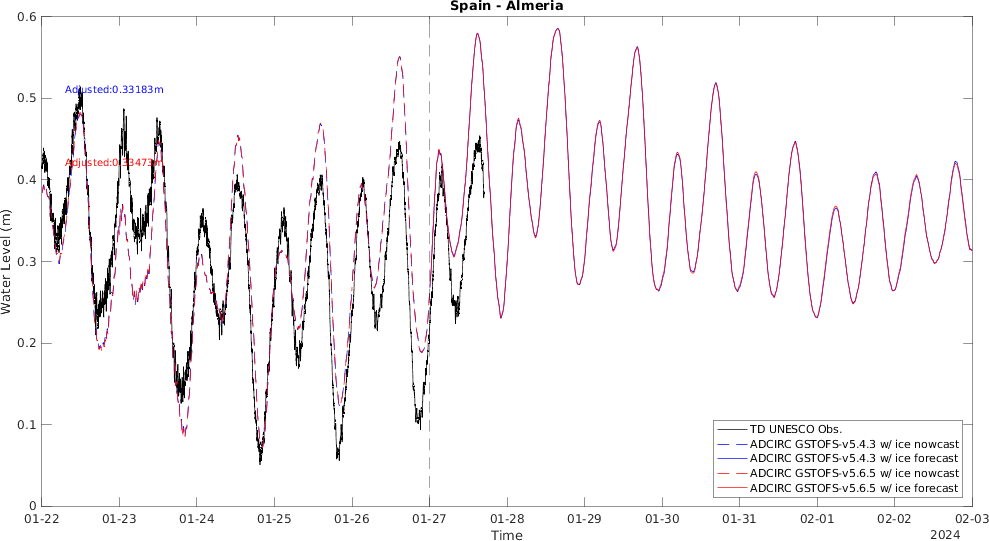 Spain - Almeria
0.6
0.5
0.4
0.3
0.2
0.1
0
Water Level (m)
Adjusted:0.33183m
Adjusted:0.33473m
TD UNESCO Obs.
ADCIRC GSTOFS-v5.4.3 w/ ice nowcast
ADCIRC GSTOFS-v5.4.3 w/ ice forecast
ADCIRC GSTOFS-v5.6.5 w/ ice nowcast
ADCIRC GSTOFS-v5.6.5 w/ ice forecast
01-22 01-23 01-24 01-25 01-26 01-27 01-28 01-29 01-30 01-31 02-01 02-02 02-03
Time
2024